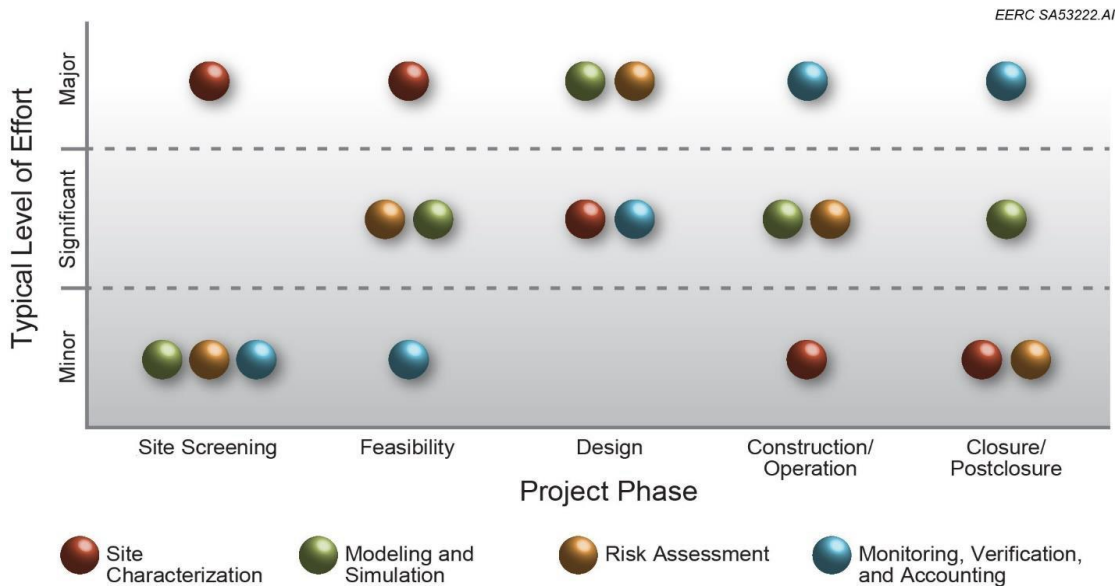 EERC SA53222.AI
Typical Level of Effort
Major
Significant
Minor
Site Screening
Feasibility
Design
Construction/
Operation
Closure/
Postclosure
Project Phase
Site
Characterization
Modeling and
Simulation
Risk Assessment
Monitoring, Verification,
and Accounting